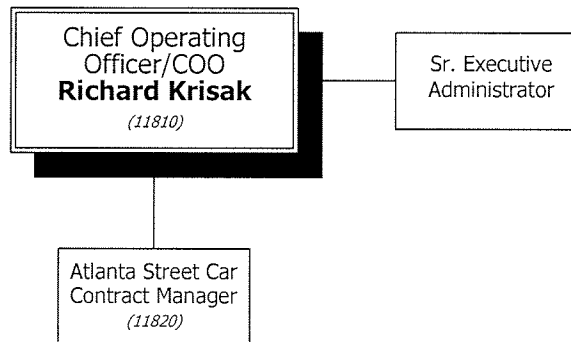 Chief Operating
Officer/COO
Richard Krisak
(11810)
Sr. Executive
Administrator
Atlanta Street Car
Contract Manager
(11820)